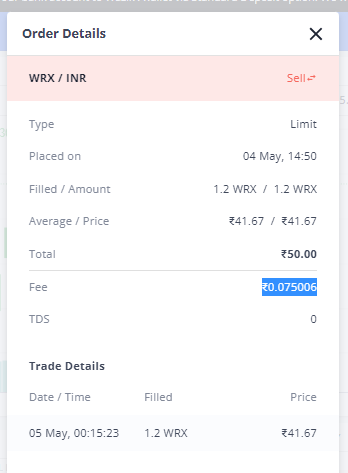 Order Details
WRX / INR Sell
Type Limit
Placed on 04 May, 14:50
Filled / Amount 1.2 WRX / 1.2 WRX
Average / Price ₹41.67 / ₹41.67
Total ₹50.00
Fee ₹0.075006
TDS 0
Trade Details
Date / Time Filled Price
05 May, 00:15:23 1.2 WRX ₹41.67